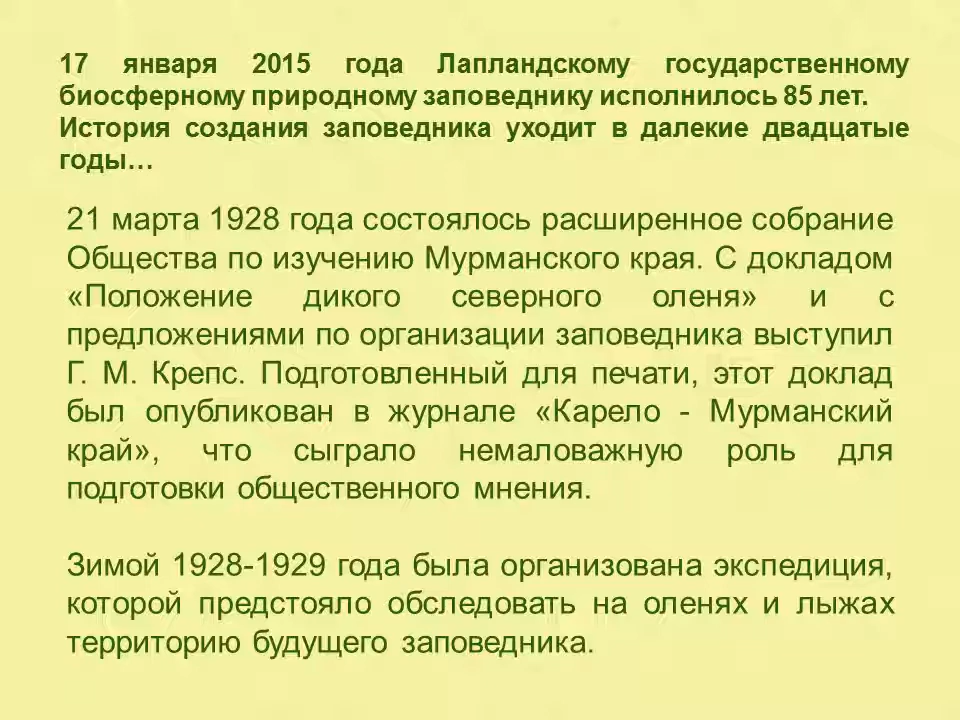 17 января 2015 года Лапландскому государственному
биосферному природному заповеднику исполнилось 85 лет.
История создания заповедника уходит в далекие двадцатые
годы…
21 марта 1928 года состоялось расширенное собрание
Общества по изучению Мурманского края. С докладом
«Положение дикого северного оленя» и с
предложениями по организации заповедника выступил
Г. М. Крепс. Подготовленный для печати, этот доклад
был опубликован в журнале «Карело - Мурманский
край», что сыграло немаловажную роль для
подготовки общественного мнения.
Зимой 1928-1929 года была организована экспедиция,
которой предстояло обследовать на оленях и лыжах
территорию будущего заповедника.